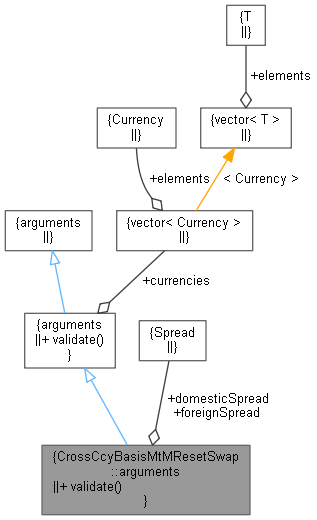 {T
||}
+elements
{Currency
||}
{vector< T >
||}
+elements
< Currency >
{arguments
||}
{vector< Currency >
||}
+currencies
{arguments
||+ validate()
}
{Spread
||}
+domesticSpread
+foreignSpread
{CrossCcyBasisMtMResetSwap
::arguments
||+ validate()
}